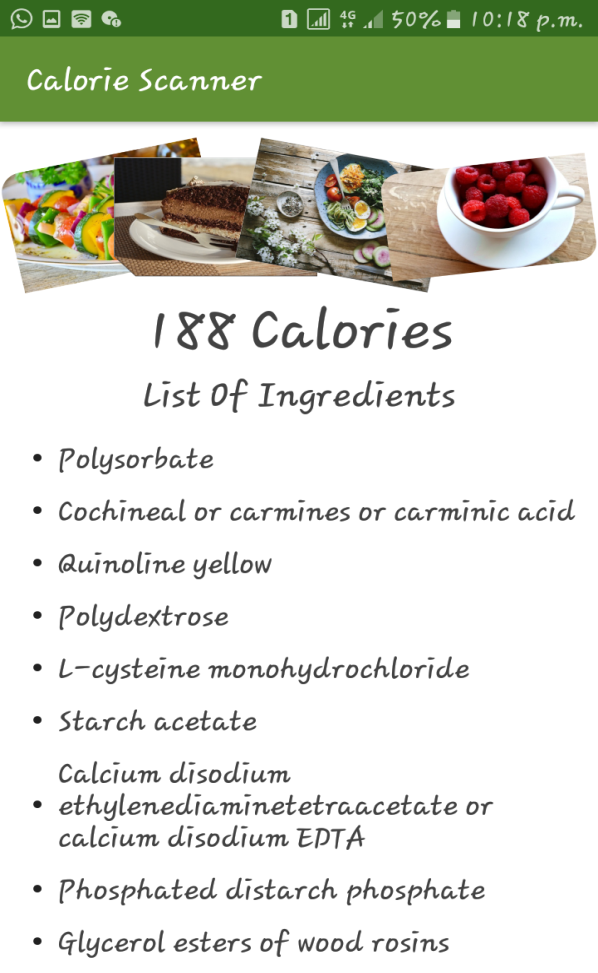 1 4G 50% 10:18 p.m.
Calorie Scanner
188 Calories
List Of Ingredients
• Polysorbate
• Cochineal or carmines or carminic acid
• Quinoline yellow
• Polydextrose
• L-cysteine monohydrochloride
• Starch acetate
Calcium disodium
• ethylenediaminetetraacetate or
calcium disodium EDTA
• Phosphated distarch phosphate
• Glycerol esters of wood rosins